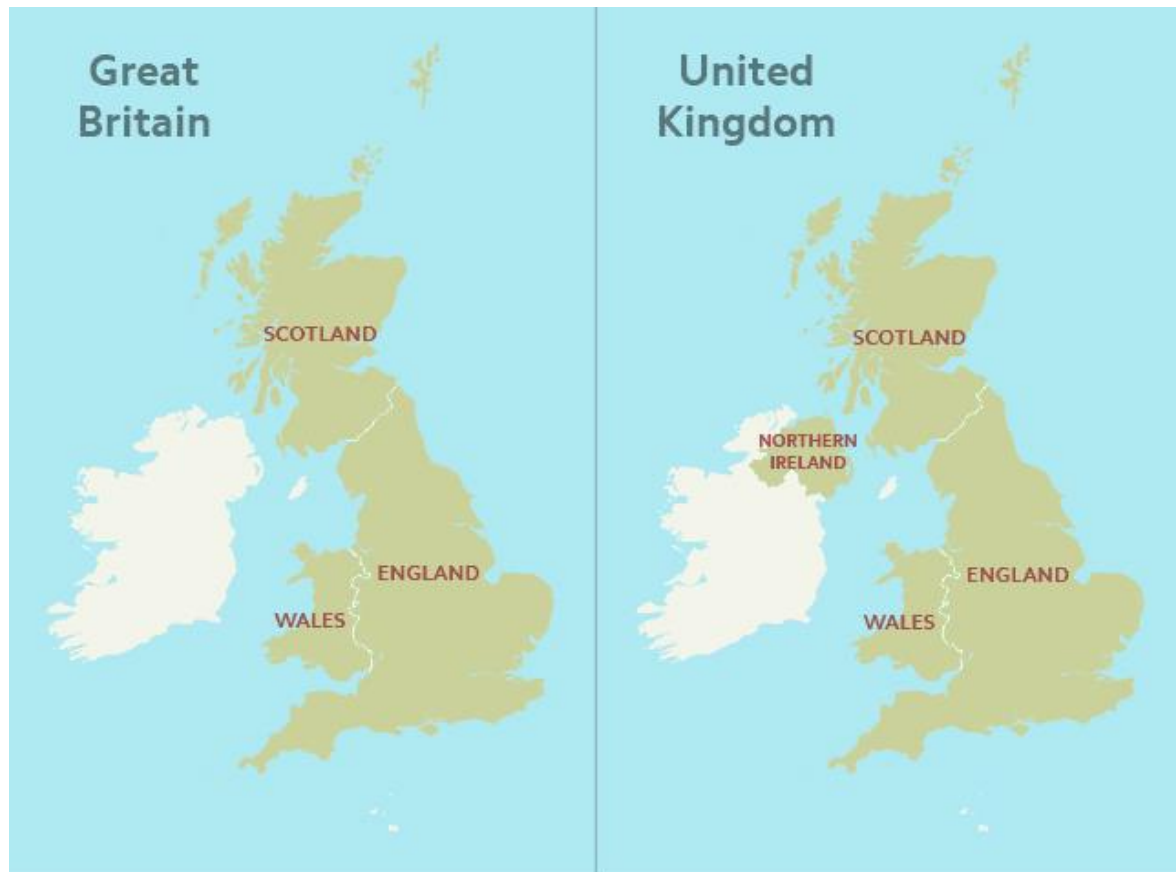 Great
Britain
SCOTLAND
ENGLAND
WALES
United
Kingdom
SCOTLAND
NORTHERN
IRELAND
ENGLAND
WALES